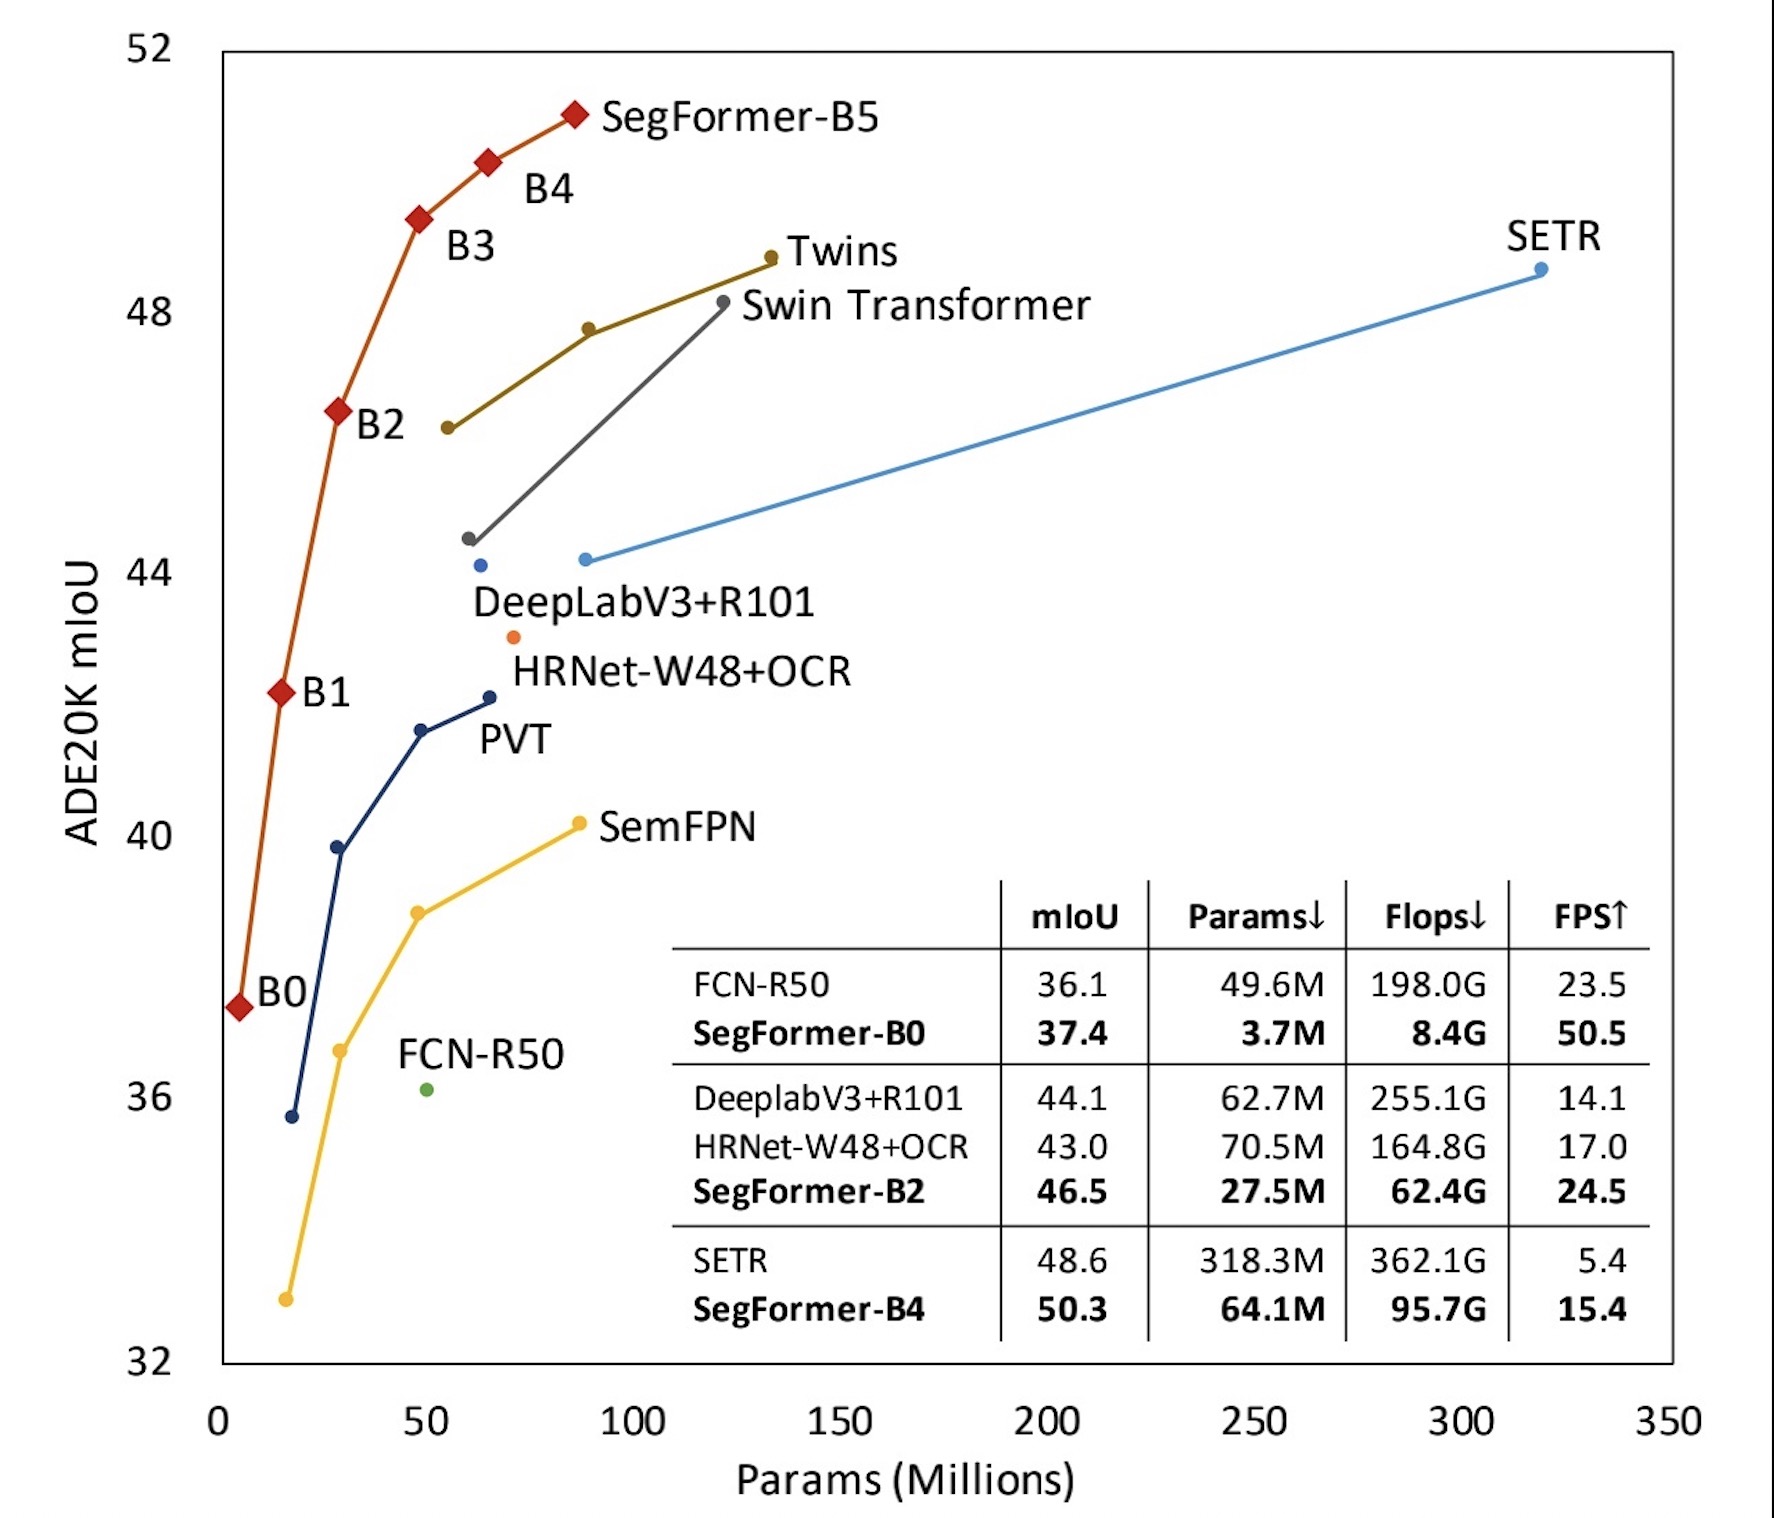 52
SegFormer-B5
B4
B3
SETR
Twins
48
Swin Transformer
B2
44
ADE20K mIoU
DeepLabV3+R101
HRNet-W48+OCR
B1
PVT
40
SemFPN
B0
FCN-R50
36
32
mIoU Params↓ Flops↓ FPS↑
FCN-R50 36.1 49.6M 198.0G 23.5
SegFormer-B0 37.4 3.7M 8.4G 50.5
DeeplabV3+R101 44.1 62.7M 255.1G 14.1
HRNet-W48+OCR 43.0 70.5M 164.8G 17.0
SegFormer-B2 46.5 27.5M 62.4G 24.5
SETR 48.6 318.3M 362.1G 5.4
SegFormer-B4 50.3 64.1M 95.7G 15.4
0 50 100 150 200 250 300 350
Params (Millions)